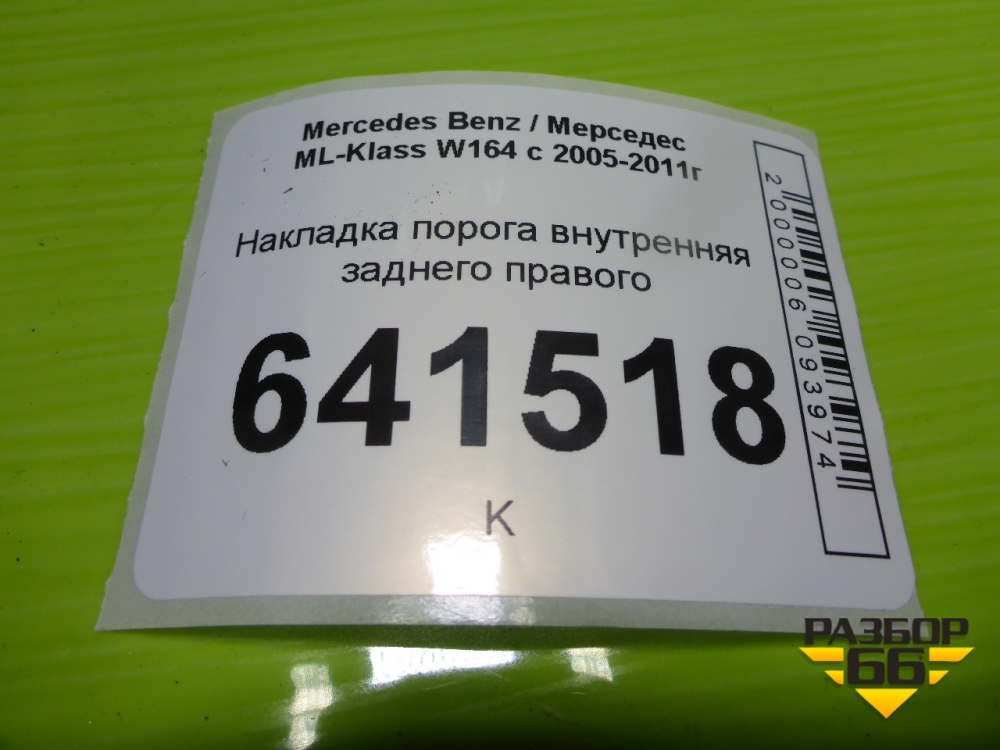 Mercedes Benz / Мерседес
ML-Klass W164 с 2005-2011г
Накладка порога внутренняя
заднего правого
641518
К
2000006093974
РАЗБОР
66